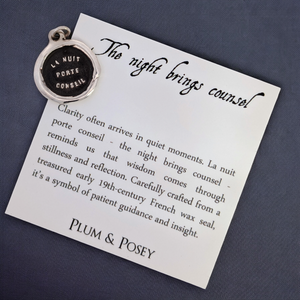 LA NUIT
PORTE
CONSEIL
The night brings counsel
Clarity often arrives in quiet moments. La nuit
porte conseil - the night brings counsel -
reminds us that wisdom comes through
stillness and reflection. Carefully crafted from a
treasured early 19th-century French wax seal,
it's a symbol of patient guidance and insight.
PLUM & POSEY